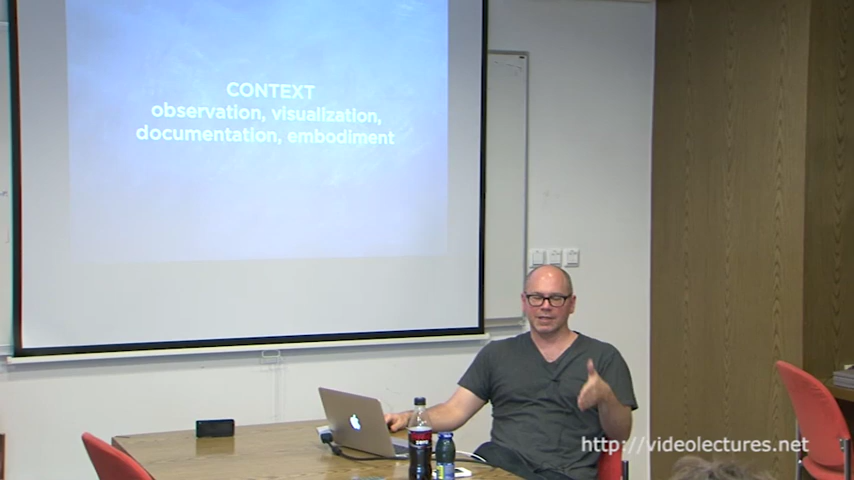 CONTEXT
observation, visualization,
documentation, embodiment
http://videolectures.net